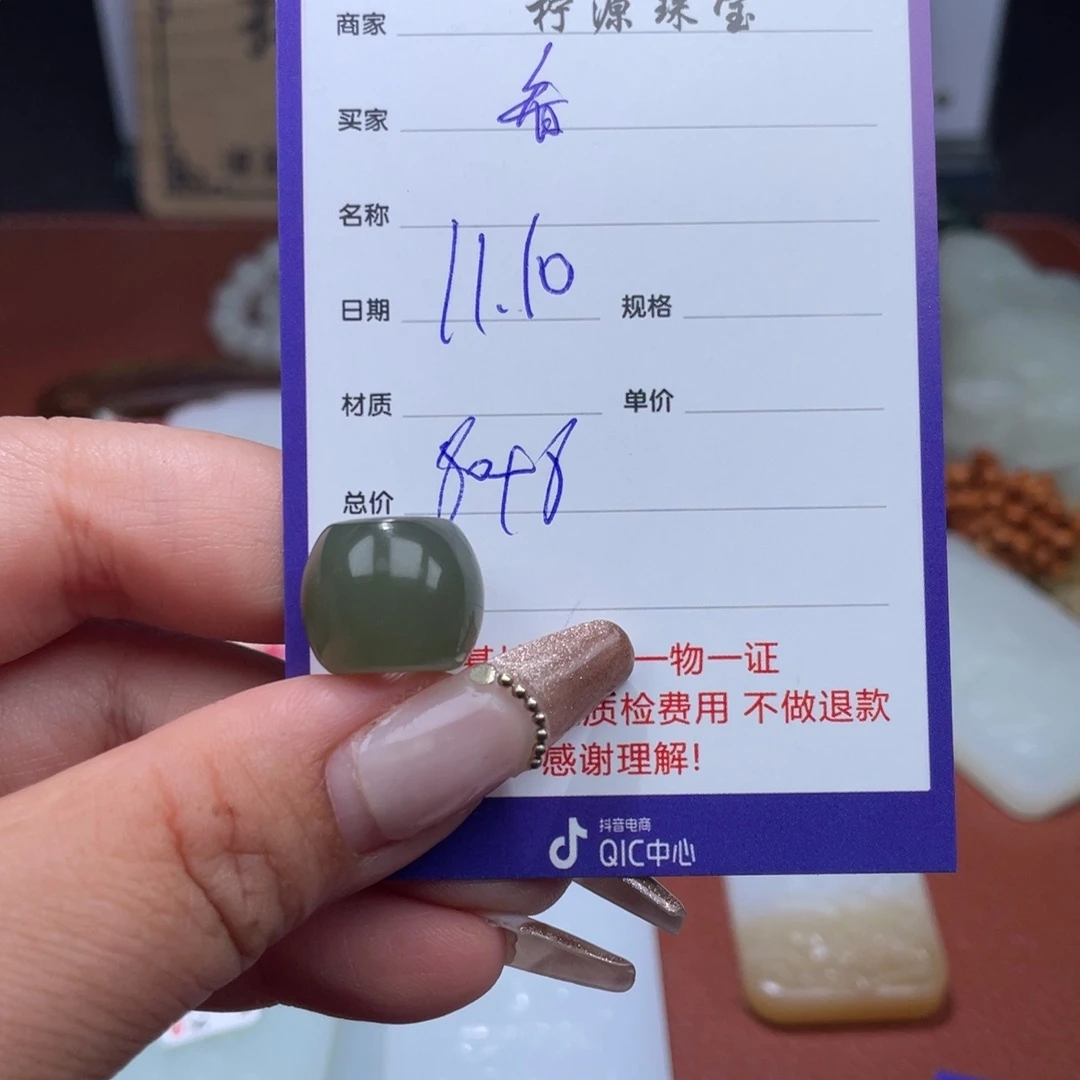 商家 柠源珠宝
买家 香
名称
日期 11.10 规格
材质 单价
总价
一物一证
质检费用 不做退款
感谢理解!
抖音电商
QIC中心